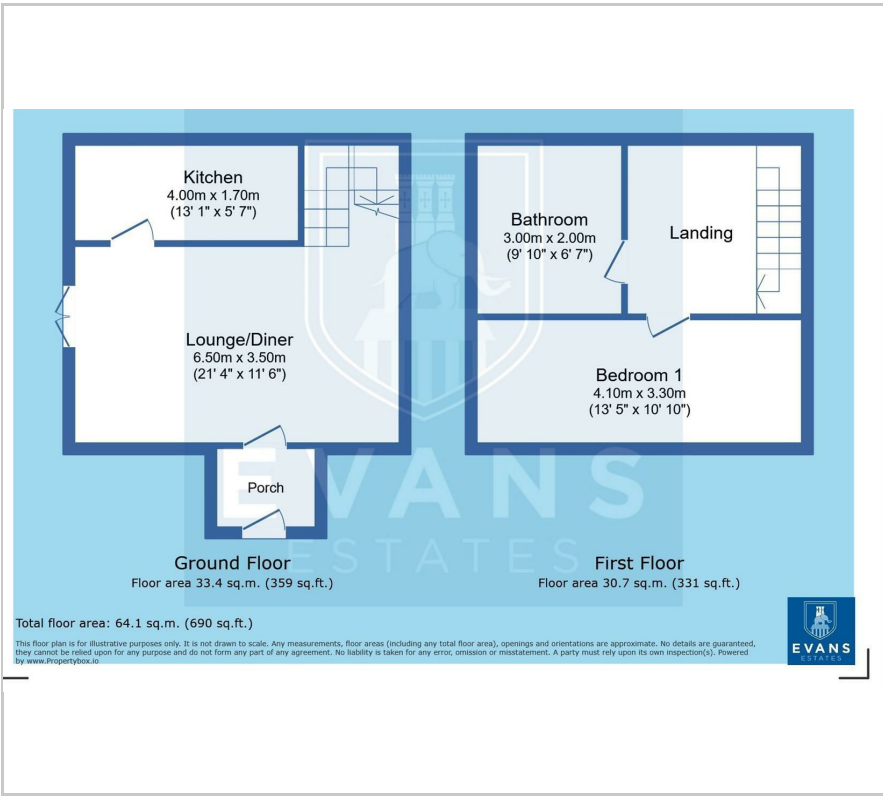 Kitchen
4.00m x 1.70m
(13' 1" x 5' 7")
Lounge/Diner
6.50m x 3.50m
(21' 4" x 11' 6")
Porch
Bathroom
3.00m x 2.00m
(9' 10" x 6' 7")
Landing
Bedroom 1
4.10m x 3.30m
(13' 5" x 10' 10")
EVANS
ESTATES
Ground Floor
Floor area 33.4 sq.m. (359 sq.ft.)
First Floor
Floor area 30.7 sq.m. (331 sq.ft.)
Total floor area: 64.1 sq.m. (690 sq.ft.)
This floor plan is for illustrative purposes only. It is not drawn to scale. Any measurements, floor areas (including any total floor area), openings and orientations are approximate. No details are guaranteed,
they cannot be relied upon for any purpose and do not form any part of any agreement. No liability is taken for any error, omission or misstatement. A party must rely upon its own inspection(s). Powered
by www.Propertybox.io
EVANS
ESTATES